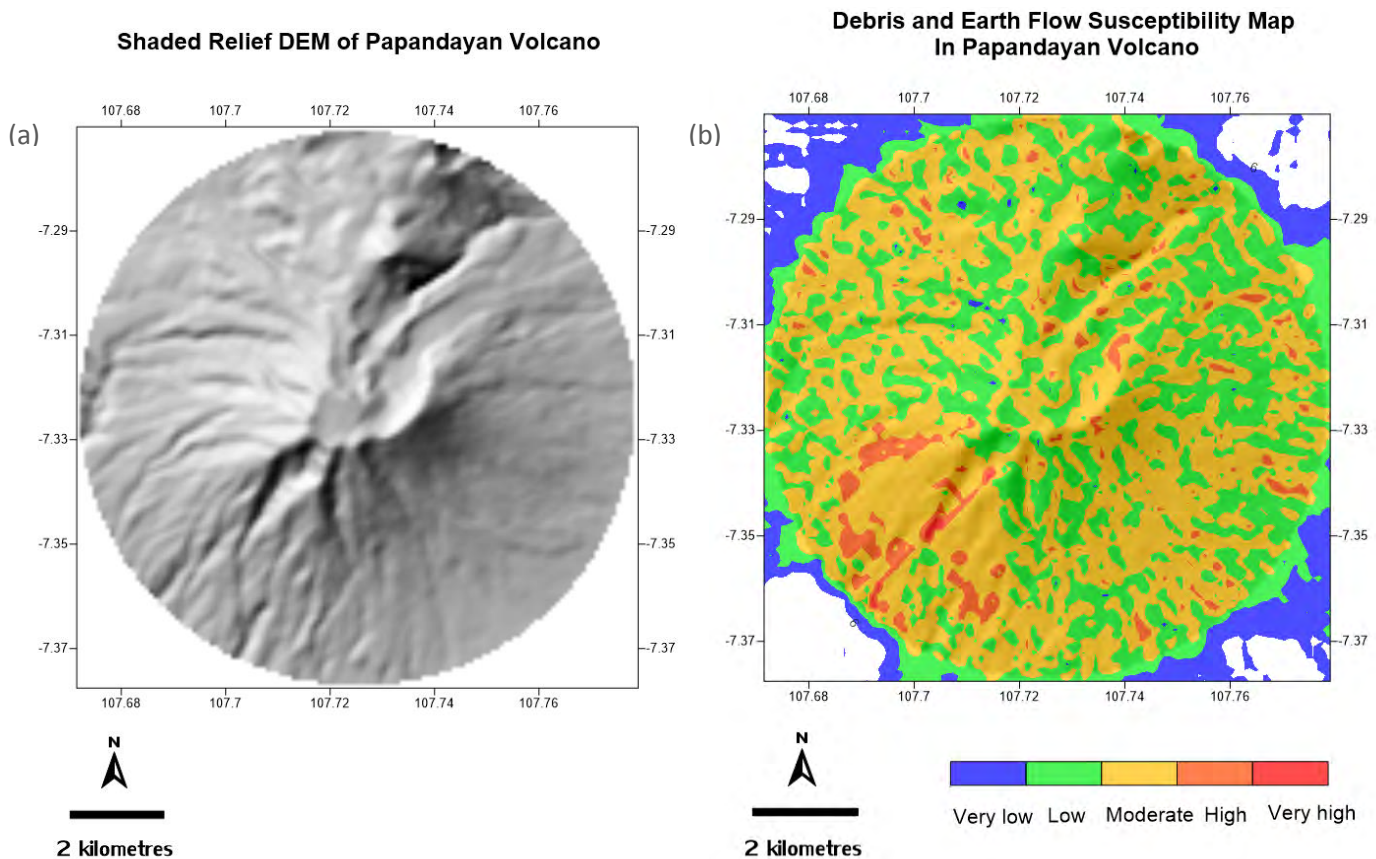 Shaded Relief DEM of Papandayan Volcano
(a)
107.68 107.7 107.72 107.74 107.76
-7.29 -7.29
-7.31 -7.31
-7.33 -7.33
-7.35 -7.35
-7.37 -7.37
107.68 107.7 107.72 107.74 107.76
N
2 kilometres
Debris and Earth Flow Susceptibility Map
In Papandayan Volcano
(b)
107.68 107.7 107.72 107.74 107.76
-7.29 -7.29
-7.31 -7.31
-7.33 -7.33
-7.35 -7.35
-7.37 -7.37
107.68 107.7 107.72 107.74 107.76
N
2 kilometres
Very low Low Moderate High Very high